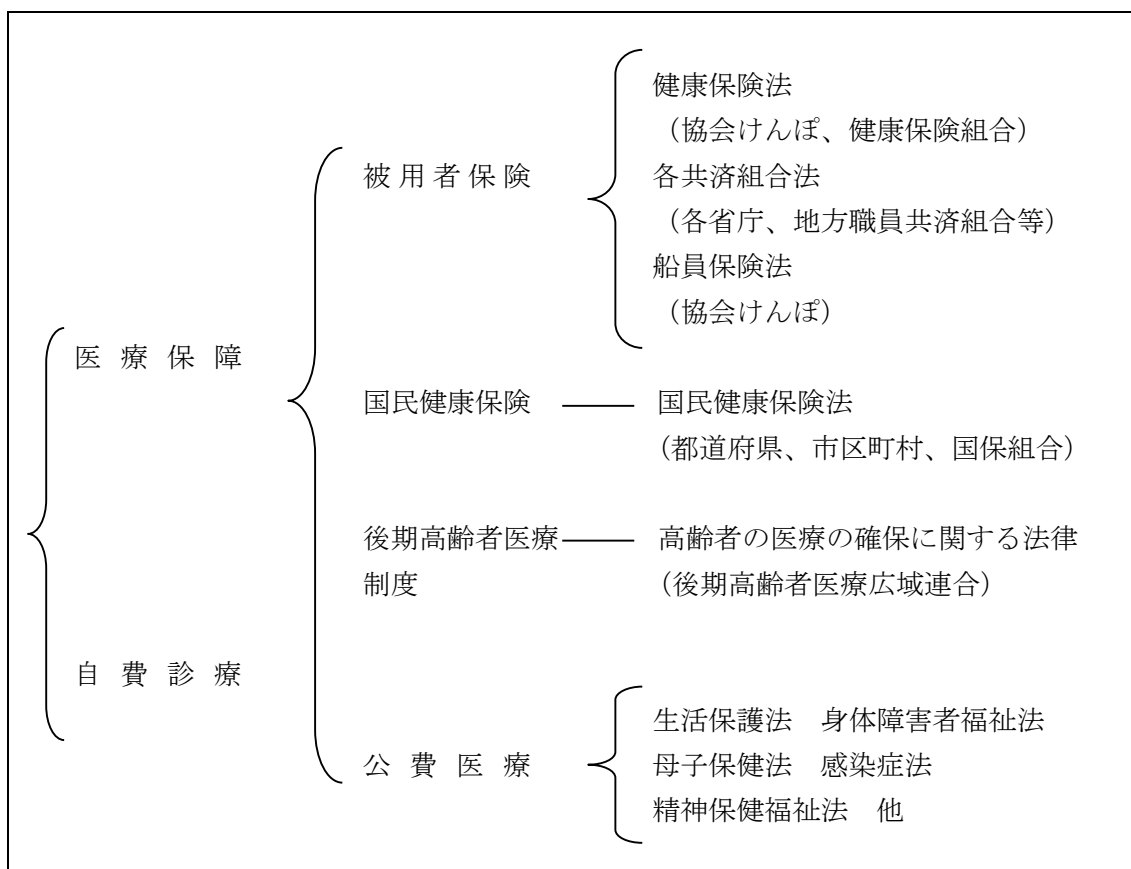 医療保障
自費診療
被用者保険
健康保険法
（協会けんぽ、健康保険組合）
各共済組合法
（各省庁、地方職員共済組合等）
船員保険法
（協会けんぽ）
国民健康保険
国民健康保険法
（都道府県、市区町村、国保組合）
後期高齢者医療
制度
高齢者の医療の確保に関する法律
（後期高齢者医療広域連合）
公費医療
生活保護法　身体障害者福祉法
母子保健法　感染症法
精神保健福祉法　他